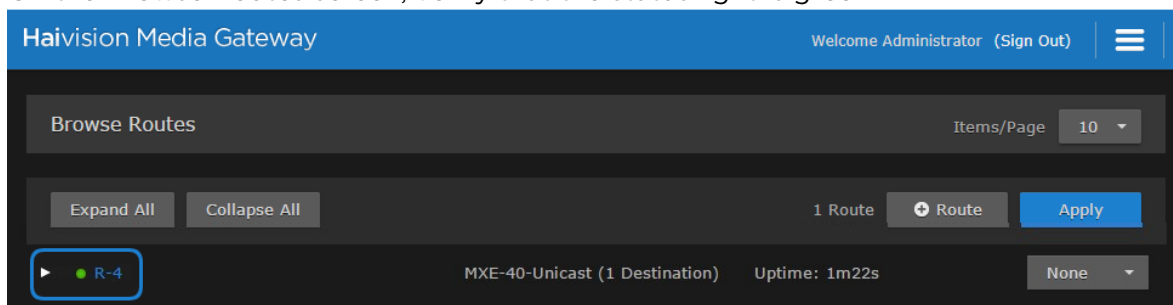 Haivision Media Gateway
Welcome Administrator (Sign Out)
Browse Routes
Items/Page 10
Expand All Collapse All 1 Route Route Apply
R-4 MXE-40-Unicast (1 Destination) Uptime: 1m22s None